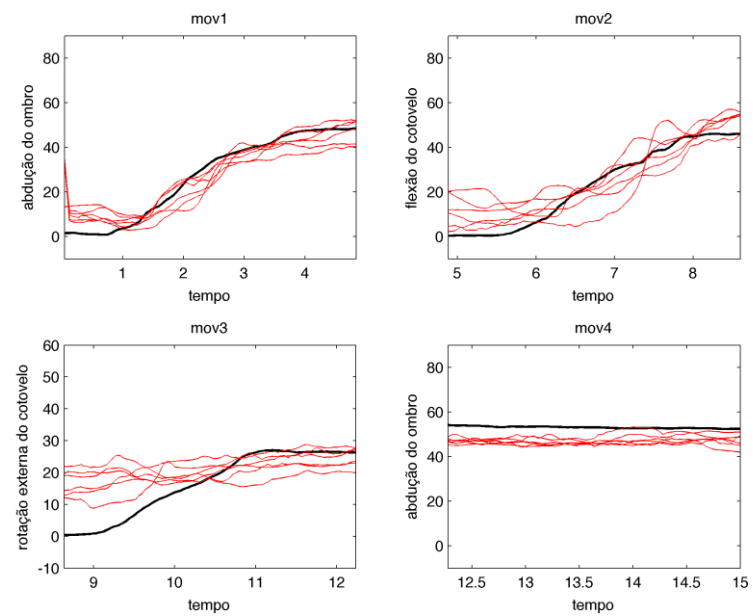 mov1
80
60
40
20
0
abdução do ombro
1 2 3 4
tempo
mov2
80
60
40
20
0
flexão do cotovelo
5 6 7 8
tempo
mov3
60
50
40
30
20
10
0
-10
rotação externa do cotovelo
9 10 11 12
tempo
mov4
80
60
40
20
0
abdução do ombro
12.5 13 13.5 14 14.5 15
tempo